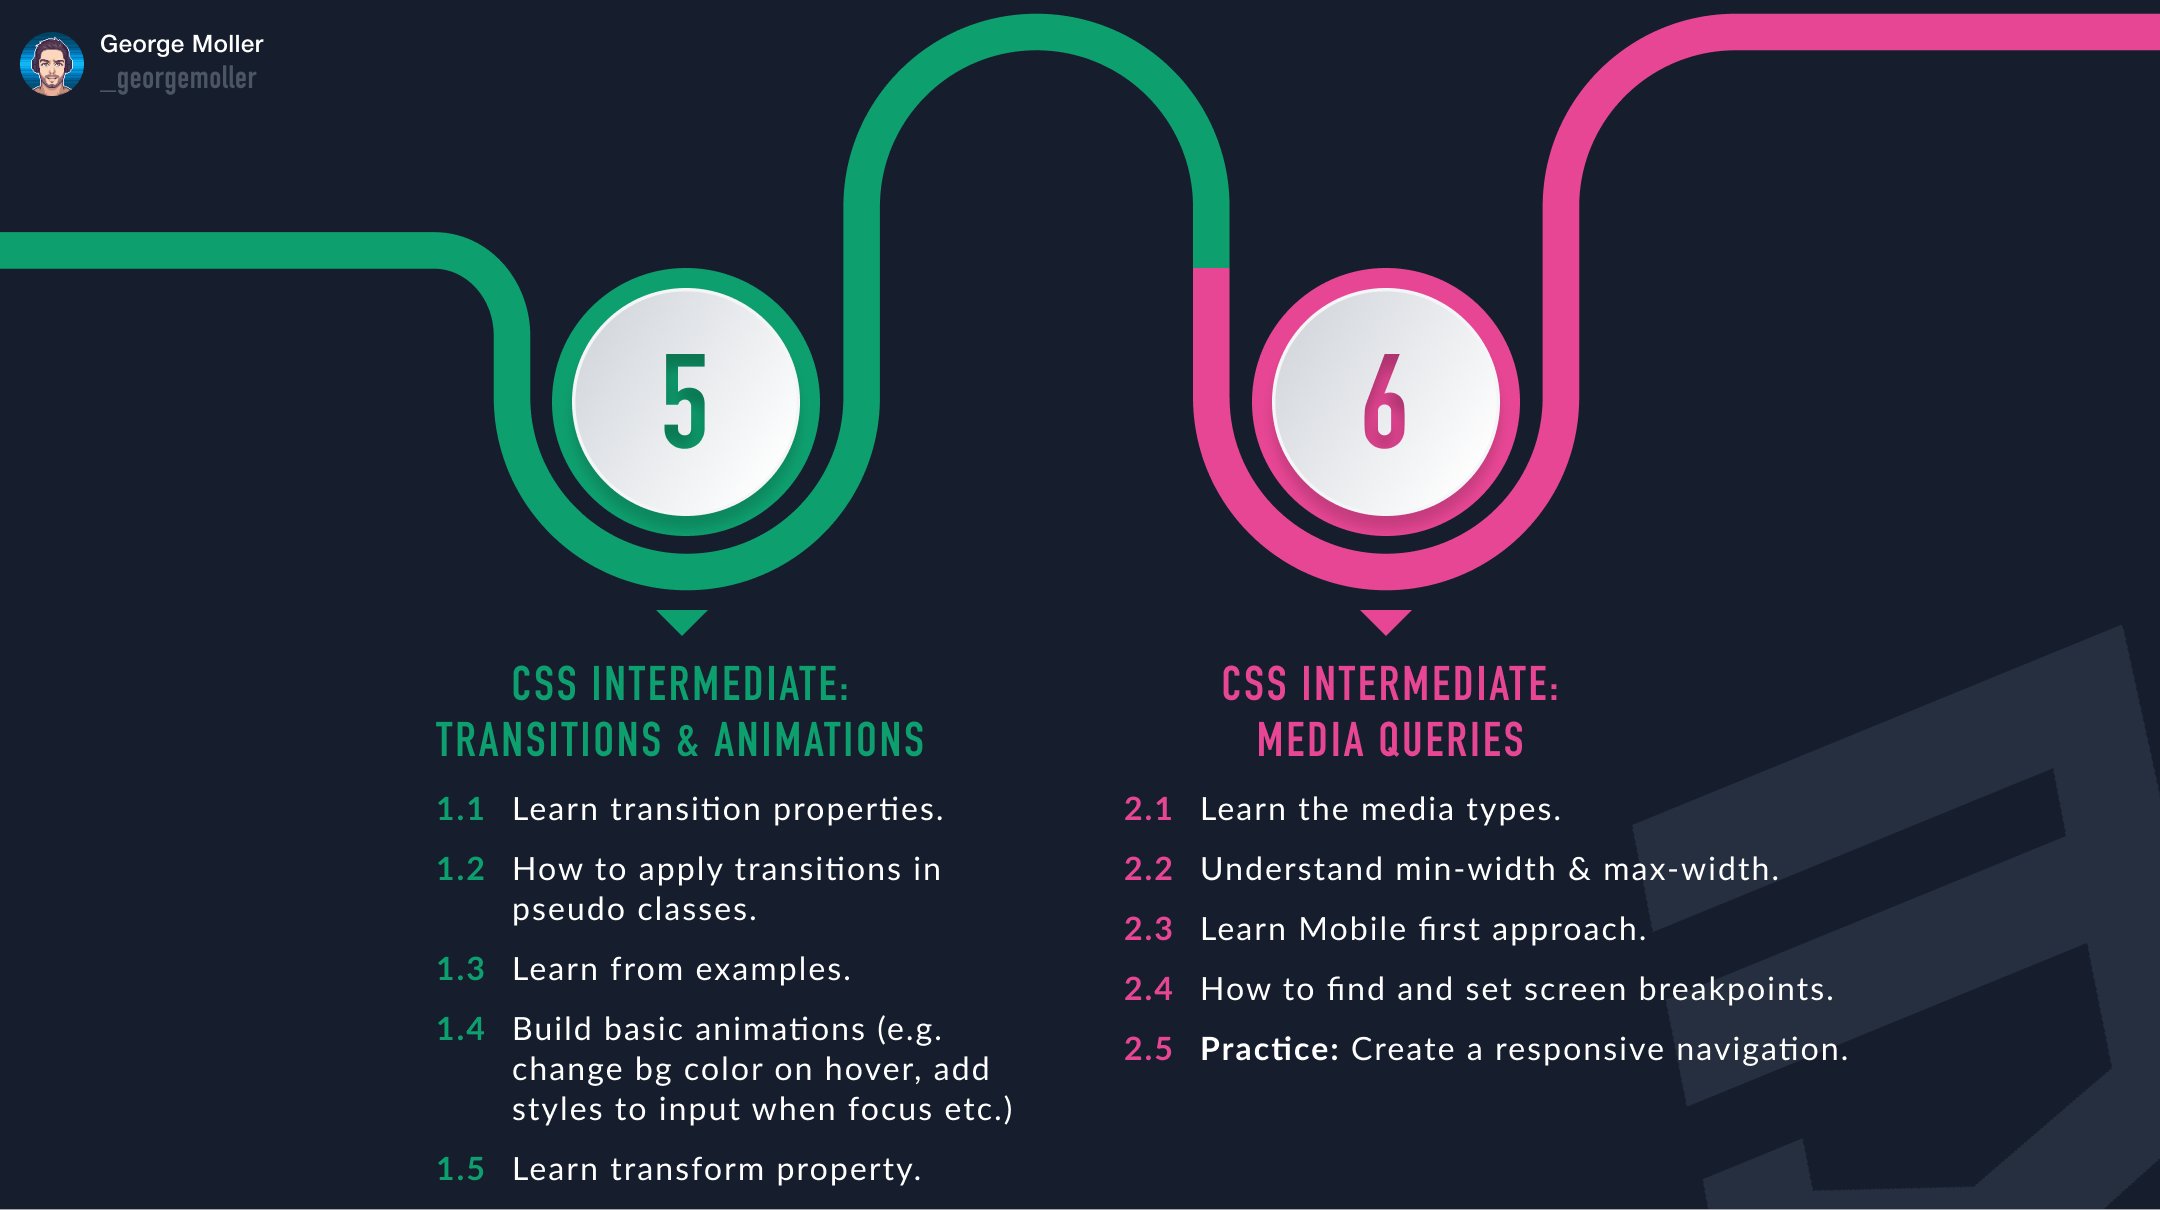 George Moller
_georgemoller
5
6
CSS INTERMEDIATE:
TRANSITIONS & ANIMATIONS
1.1 Learn transition properties.
1.2 How to apply transitions in
pseudo classes.
1.3 Learn from examples.
1.4 Build basic animations (e.g.
change bg color on hover, add
styles to input when focus etc.)
1.5 Learn transform property.
CSS INTERMEDIATE:
MEDIA QUERIES
2.1 Learn the media types.
2.2 Understand min-width & max-width.
2.3 Learn Mobile first approach.
2.4 How to find and set screen breakpoints.
2.5 Practice: Create a responsive navigation.